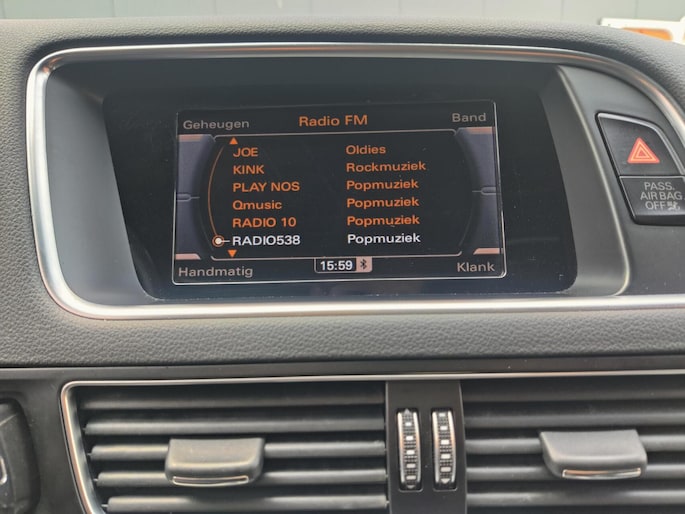 Geheugen Radio FM Band
JOE Oldies
KINK Rockmuziek
PLAY NOS Popmuziek
Qmusic Popmuziek
RADIO 10 Popmuziek
RADIO538 Popmuziek
Handmatig 15:59 Klank
PASS.
AIR BAG
OFF